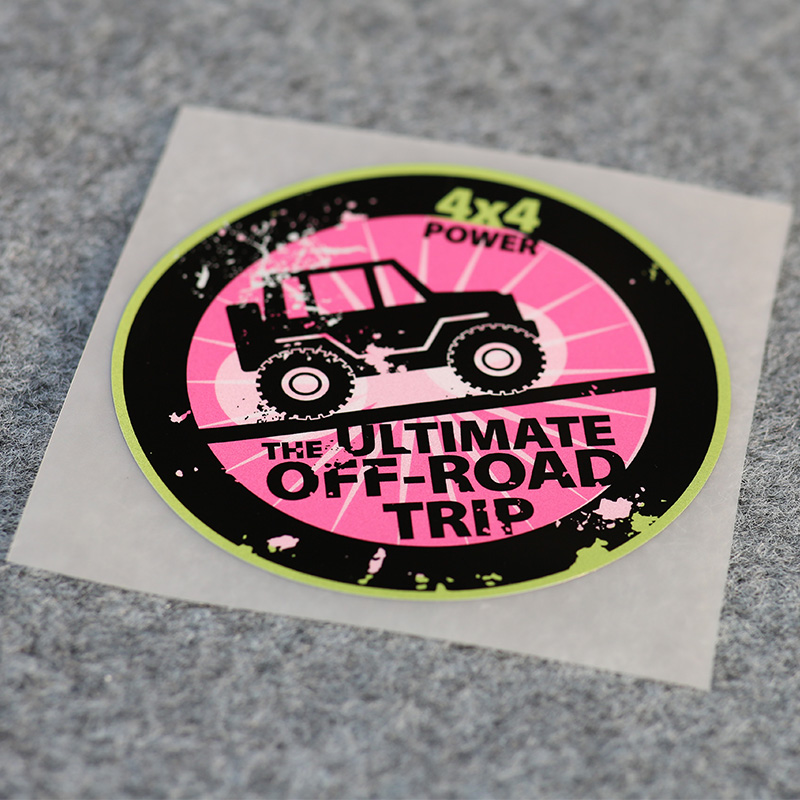 4x4
POWER
THE ULTIMATE
OFF-ROAD
TRIP